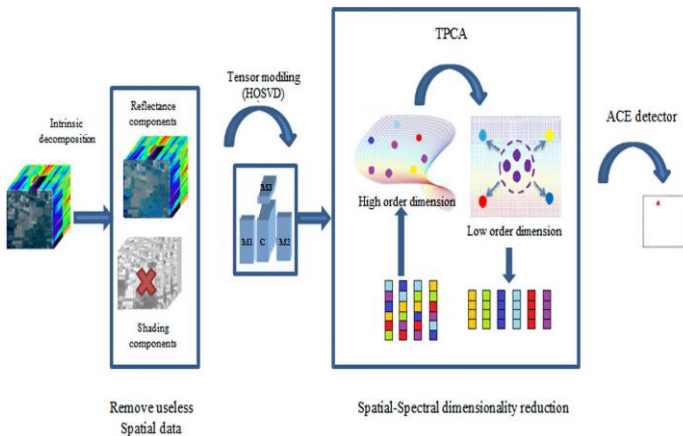 Intrinsic
decomposition
Reflectance
components
Shading
components
Remove useless
Spatial data
Tensor modiling
(HOSVD)
M3
M1
C
M2
TPCA
High order dimension
Low order dimension
Spatial-Spectral dimensionality reduction
ACE detector